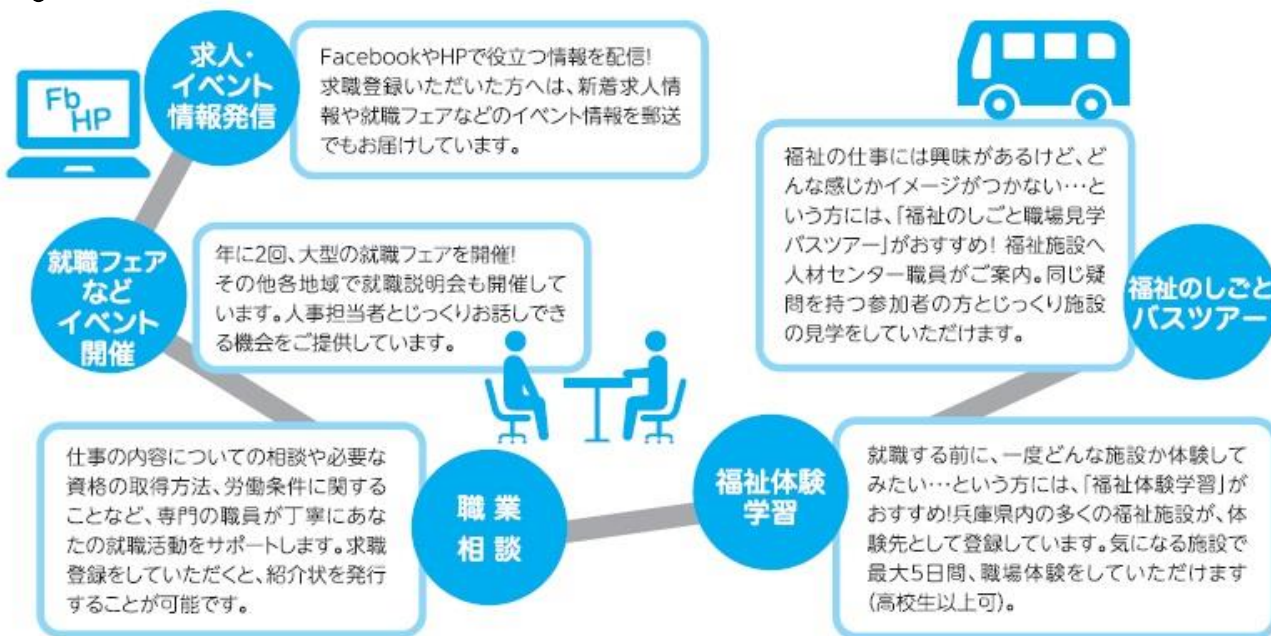 求人・
イベント
情報発信
Fb
HP
FacebookやHPで役立つ情報を配信!
求職登録いただいた方へは、新着求人情
報や就職フェアなどのイベント情報を郵送
でもお届けしています。
就職フェア
など
イベント
開催
年に2回、大型の就職フェアを開催!
その他各地域で就職説明会も開催して
います。人事担当者とじっくりお話しでき
る機会をご提供しています。
仕事の内容についての相談や必要な
資格の取得方法、労働条件に関する
ことなど、専門の職員が丁寧にあな
たの就職活動をサポートします。求職
登録をしていただくと、紹介状を発行
することが可能です。
職業
相談
福祉体験
学習
就職する前に、一度どんな施設か体験して
みたい…という方には、「福祉体験学習」が
おすすめ!兵庫県内の多くの福祉施設が、体
験先として登録しています。気になる施設で
最大5日間、職場体験をしていただけます
(高校生以上可)。
福祉の仕事には興味があるけど、ど
んな感じかイメージがつかない…と
いう方には、「福祉のしごと職場見学
バスツアー」がおすすめ! 福祉施設へ
人材センター職員がご案内。同じ疑
問を持つ参加者の方とじっくり施設
の見学をしていただけます。
福祉のしごと
バスツアー